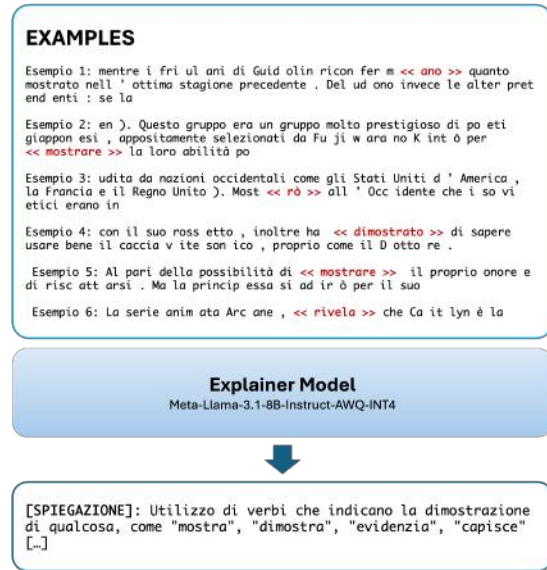 EXAMPLES
Esempio 1: mentre i fri ul ani di Guid olin ricon fer m << ano >> quanto
mostrato nell ' ottima stagione precedente . Del ud ono invece le alter pret
end enti : se la
Esempio 2: en ). Questo gruppo era un gruppo molto prestigioso di po eti
giappon esi , appositamente selezionati da Fu ji w ara no K int ò per
<< mostrare >> la loro abilità po
Esempio 3: udita da nazioni occidentali come gli Stati Uniti d ' America ,
la Francia e il Regno Unito ). Most << rò >> all ' Occ idente che i so vi
etici erano in
Esempio 4: con il suo ross etto , inoltre ha << dimostrato >> di sapere
usare bene il caccia v ite son ico , proprio come il D otto re .
Esempio 5: Al pari della possibilità di << mostrare >> il proprio onore e
di risc att arsi . Ma la princip essa si ad ir ò per il suo
Esempio 6: La serie anim ata Arc ane , << rivela >> che Ca it lyn è la
Explainer Model
Meta-Llama-3.1-8B-Instruct-AWQ-INT4
[SPIEGAZIONE]: Utilizzo di verbi che indicano la dimostrazione
di qualcosa, come "mostra", "dimostra", "evidenzia", "capisce"
[…]